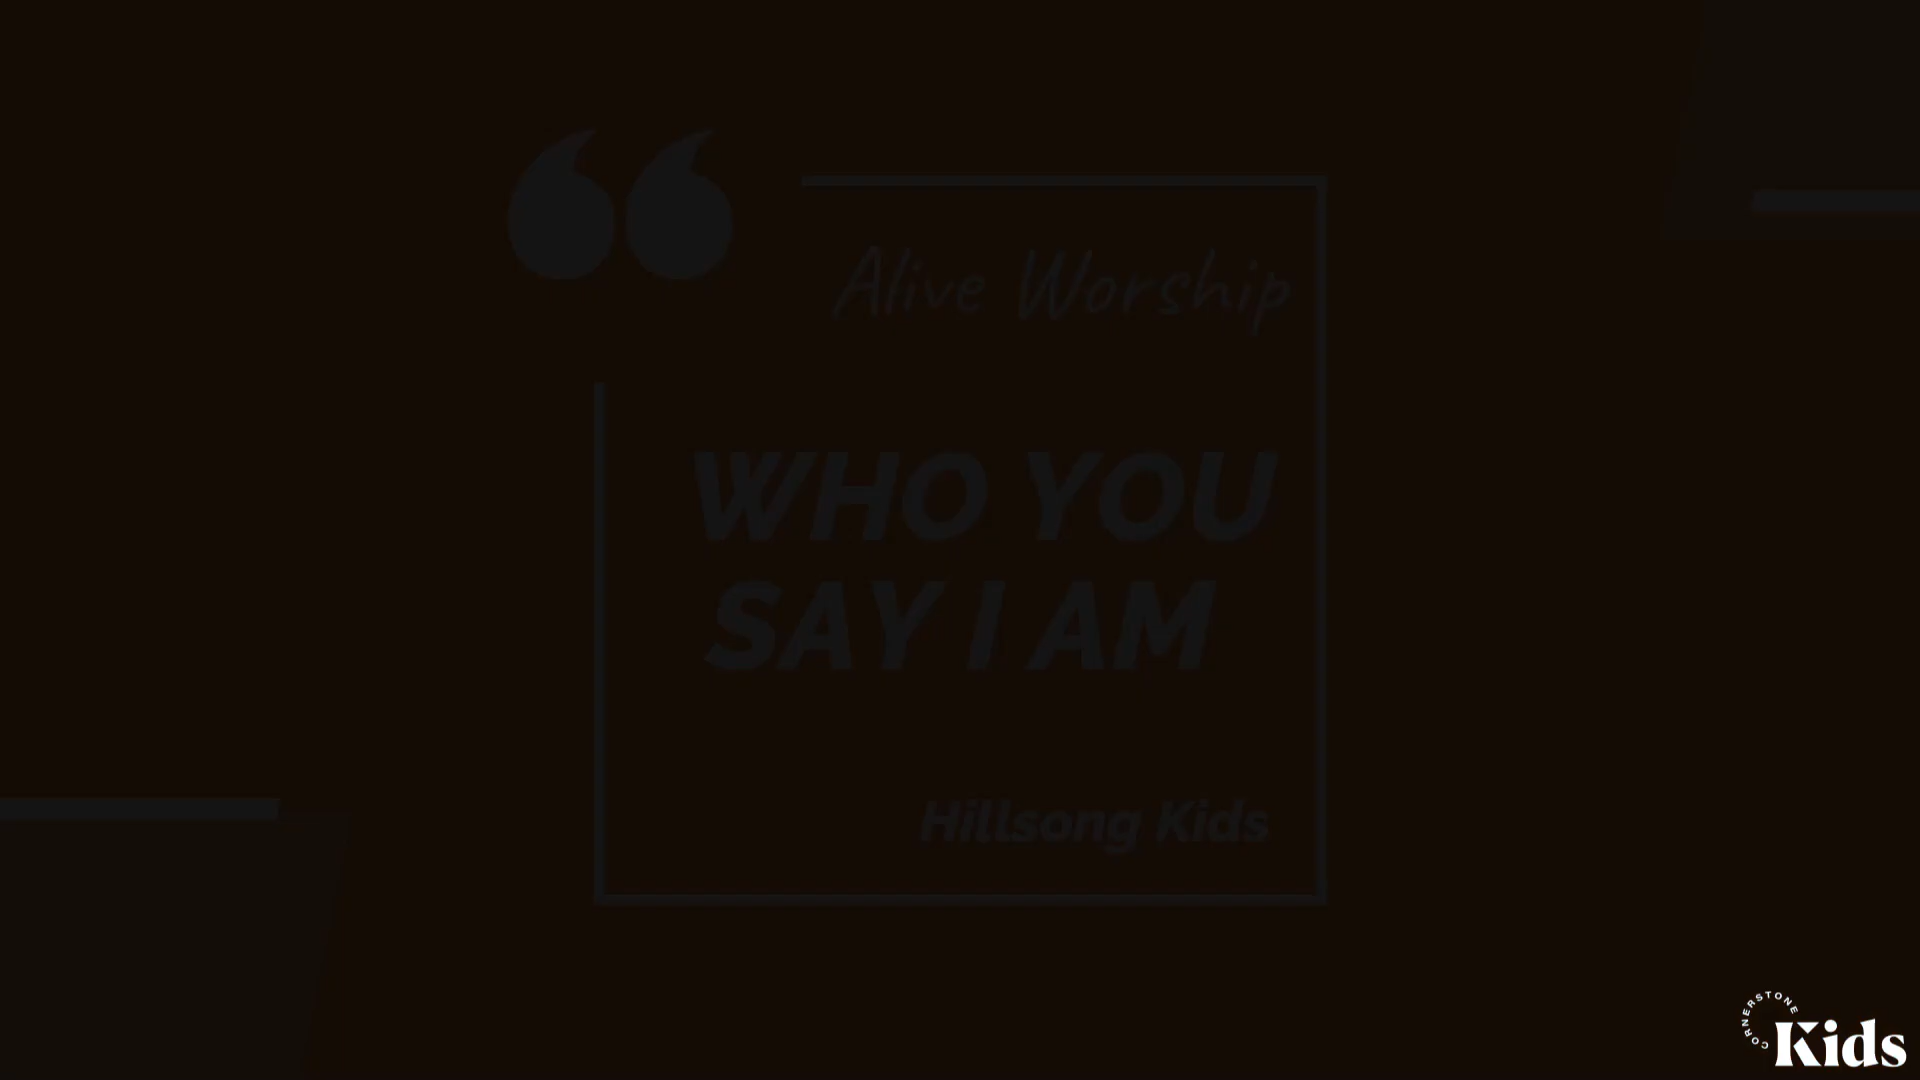 “
Alive Worship
WHO YOU
SAY I AM
Hillsong Kids
CORNERSTONE
Kids